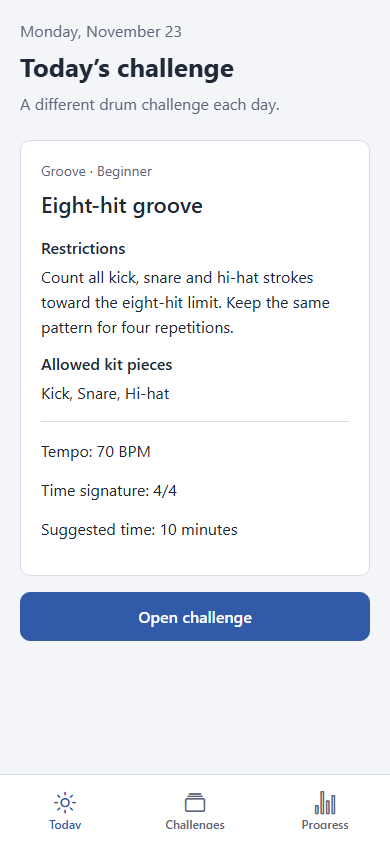 Monday, November 23
Today’s challenge
A different drum challenge each day.
Groove · Beginner
Eight-hit groove
Restrictions
Count all kick, snare and hi-hat strokes
toward the eight-hit limit. Keep the same
pattern for four repetitions.
Allowed kit pieces
Kick, Snare, Hi-hat
Tempo: 70 BPM
Time signature: 4/4
Suggested time: 10 minutes
Open challenge
Today
Challenges
Progress